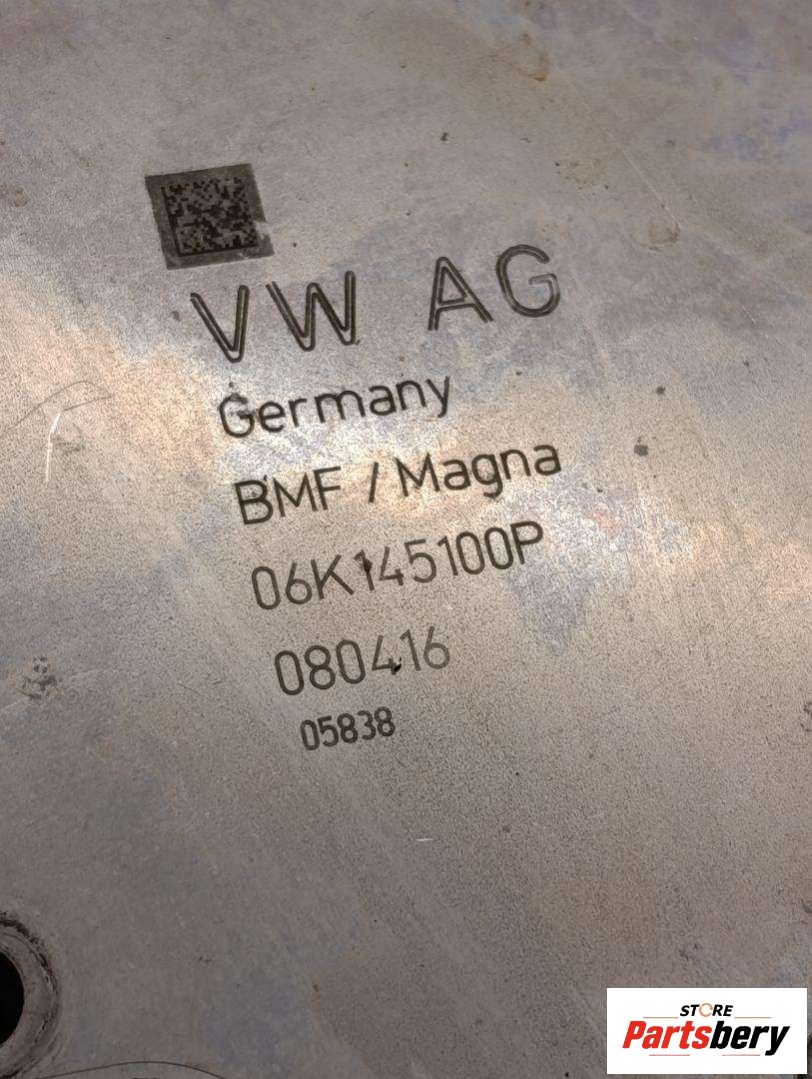 VW AG
Germany
BMF / Magna
06K145100P
080416
05838
STORE
Partsbery